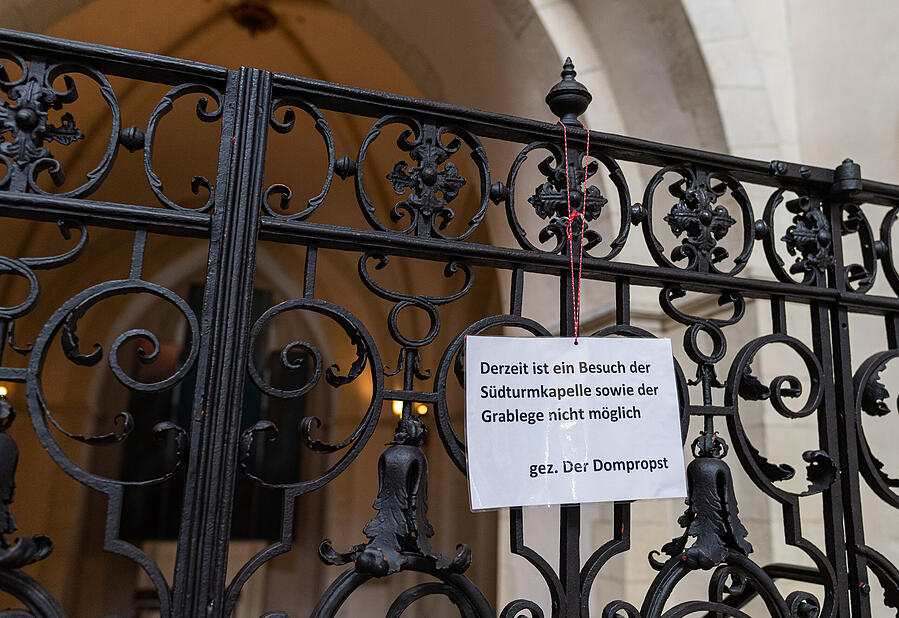 Derzeit ist ein Besuch der
Südturmkapelle sowie der
Grablege nicht möglich
gez. Der Dompropst